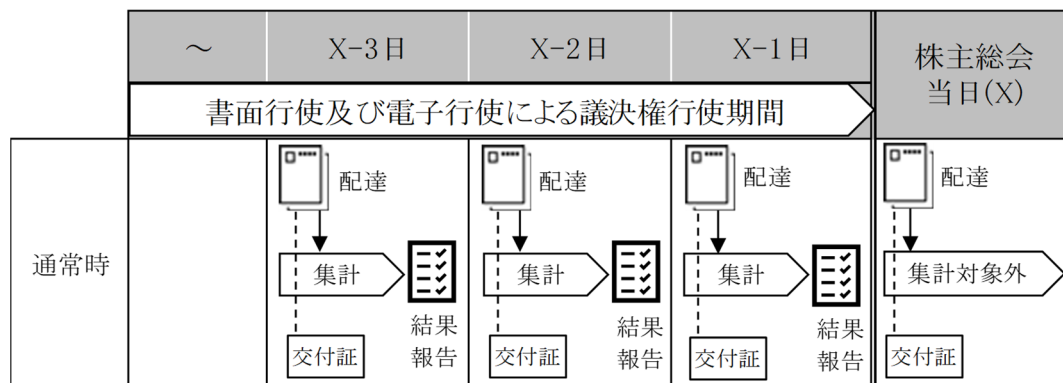 ～
X-3日
X-2日
X-1日
株主総会
当日(X)
書面行使及び電子行使による議決権行使期間
通常時
配達
集計
結果
報告
交付証
配達
集計
結果
報告
交付証
配達
集計
結果
報告
交付証
配達
集計対象外
交付証